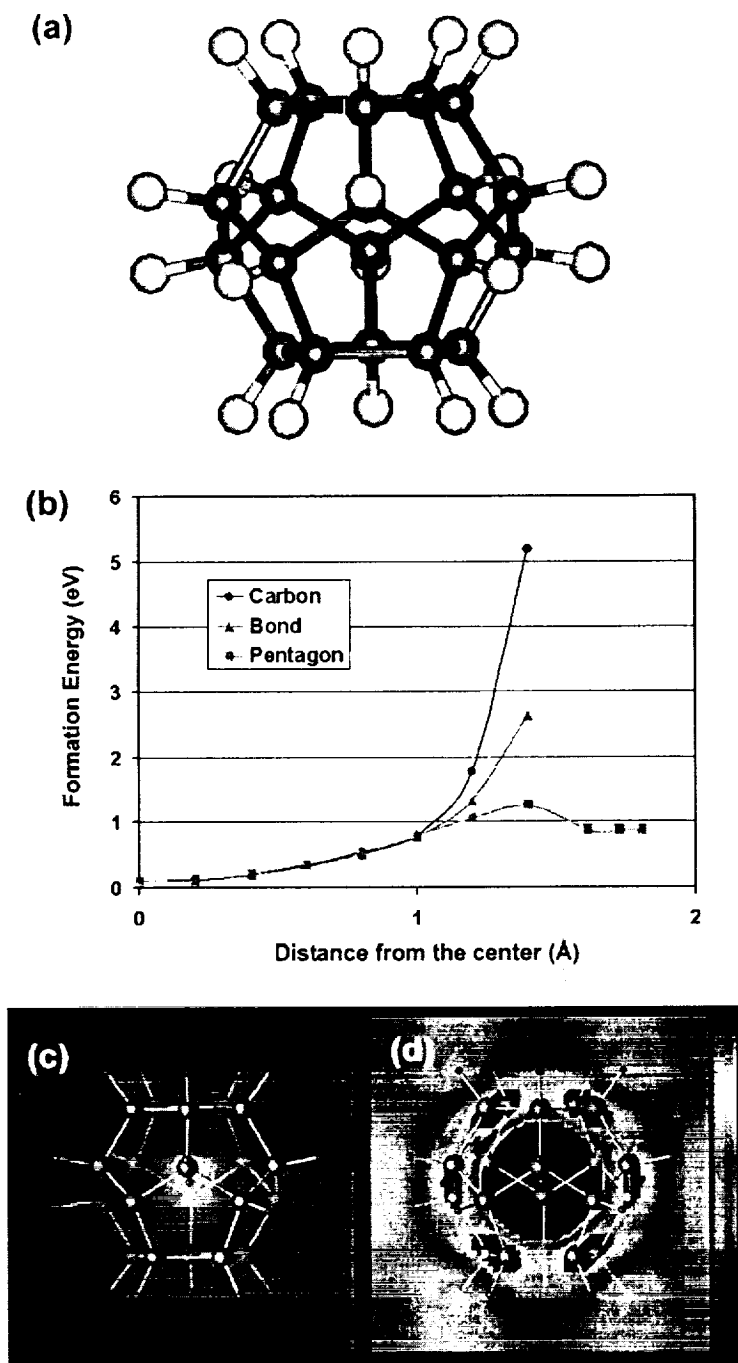 (a)
(b)
6
5
4
3
2
1
0
Formation Energy (eV)
Carbon
Bond
Pentagon
0
1
2
Distance from the center (Å)
(c)
(d)